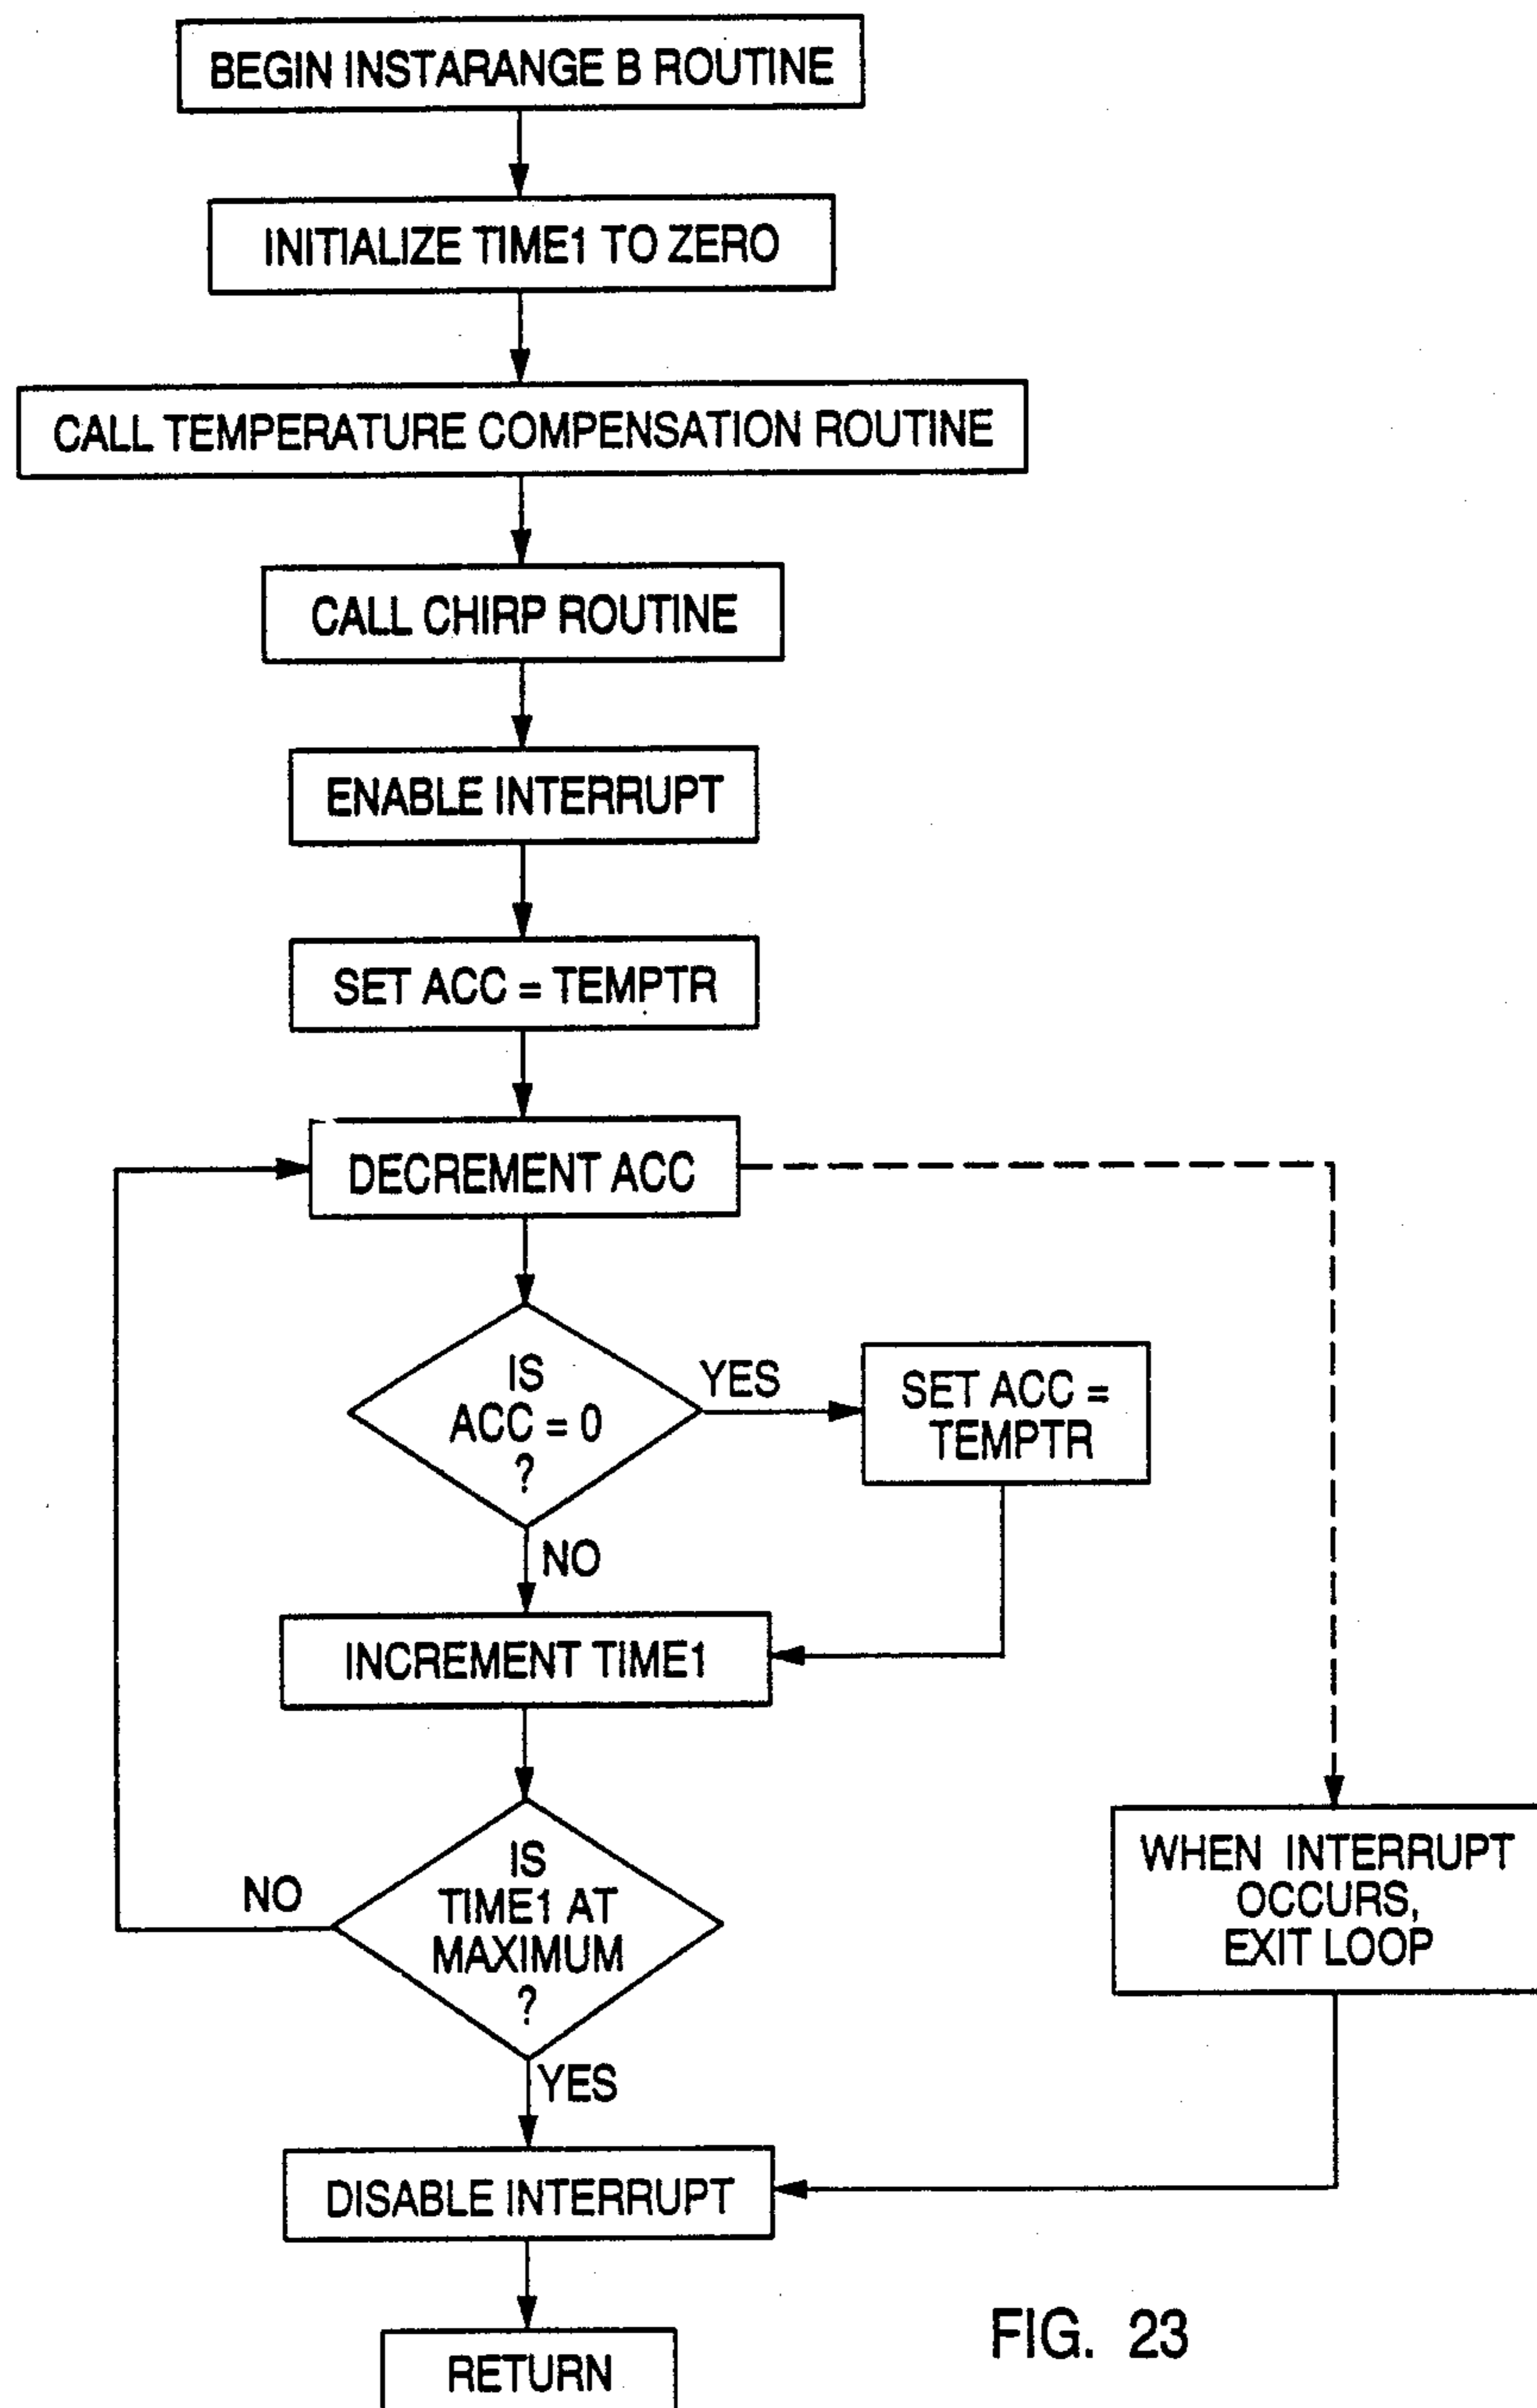 BEGIN INSTARANGE B ROUTINE
INITIALIZE TIME1 TO ZERO
CALL TEMPERATURE COMPENSATION ROUTINE
CALL CHIRP ROUTINE
ENABLE INTERRUPT
SET ACC = TEMPTR
DECREMENT ACC
IS
ACC = 0
?
YES
SET ACC =
TEMPTR
NO
INCREMENT TIME1
IS
TIME1 AT
MAXIMUM
?
NO
YES
WHEN INTERRUPT
OCCURS,
EXIT LOOP
DISABLE INTERRUPT
RETURN
FIG. 23